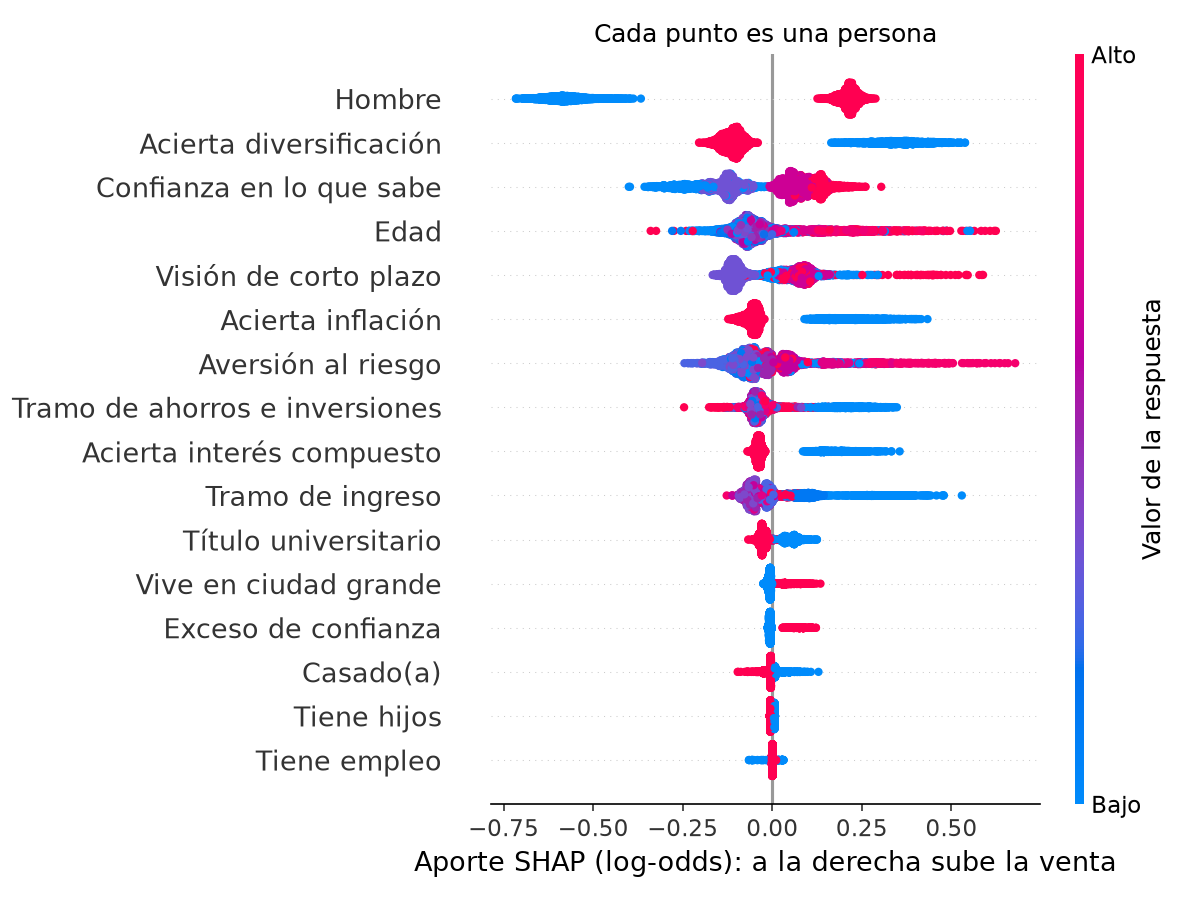 Cada punto es una persona
Alto
Hombre
Acierta diversificación
Confianza en lo que sabe
Edad
Visión de corto plazo
Acierta inflación
Aversión al riesgo
Tramo de ahorros e inversiones
Acierta interés compuesto
Tramo de ingreso
Título universitario
Vive en ciudad grande
Exceso de confianza
Casado(a)
Tiene hijos
Tiene empleo
Valor de la respuesta
Bajo
−0.75 −0.50 −0.25 0.00 0.25 0.50
Aporte SHAP (log-odds): a la derecha sube la venta